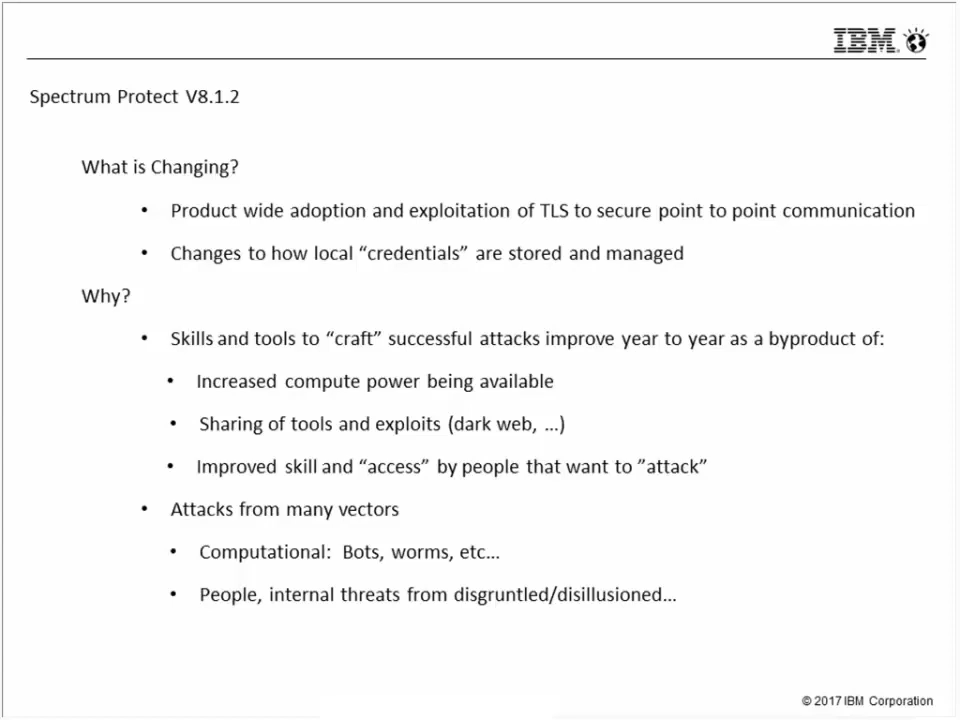 IBM
Spectrum Protect V8.1.2
What is Changing?
• Product wide adoption and exploitation of TLS to secure point to point communication
• Changes to how local “credentials” are stored and managed
Why?
• Skills and tools to “craft” successful attacks improve year to year as a byproduct of:
• Increased compute power being available
• Sharing of tools and exploits (dark web, …)
• Improved skill and “access” by people that want to ”attack”
• Attacks from many vectors
• Computational: Bots, worms, etc…
• People, internal threats from disgruntled/disillusioned…
© 2017 IBM Corporation